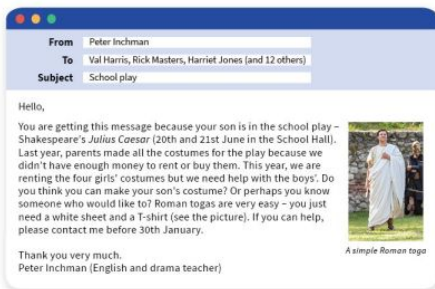 From Peter Inchman
To Val Harris, Rick Masters, Harriet Jones (and 12 others)
Subject School play
Hello,
You are getting this message because your son is in the school play –
Shakespeare's Julius Caesar (20th and 21st June in the School Hall).
Last year, parents made all the costumes for the play because we
didn't have enough money to rent or buy them. This year, we are
renting the four girls' costumes but we need help with the boys'. Do
you think you can make your son's costume? Or perhaps you know
someone who would like to? Roman togas are very easy – you just
need a white sheet and a T-shirt (see the picture). If you can help,
please contact me before 30th January.
A simple Roman toga
Thank you very much.
Peter Inchman (English and drama teacher)